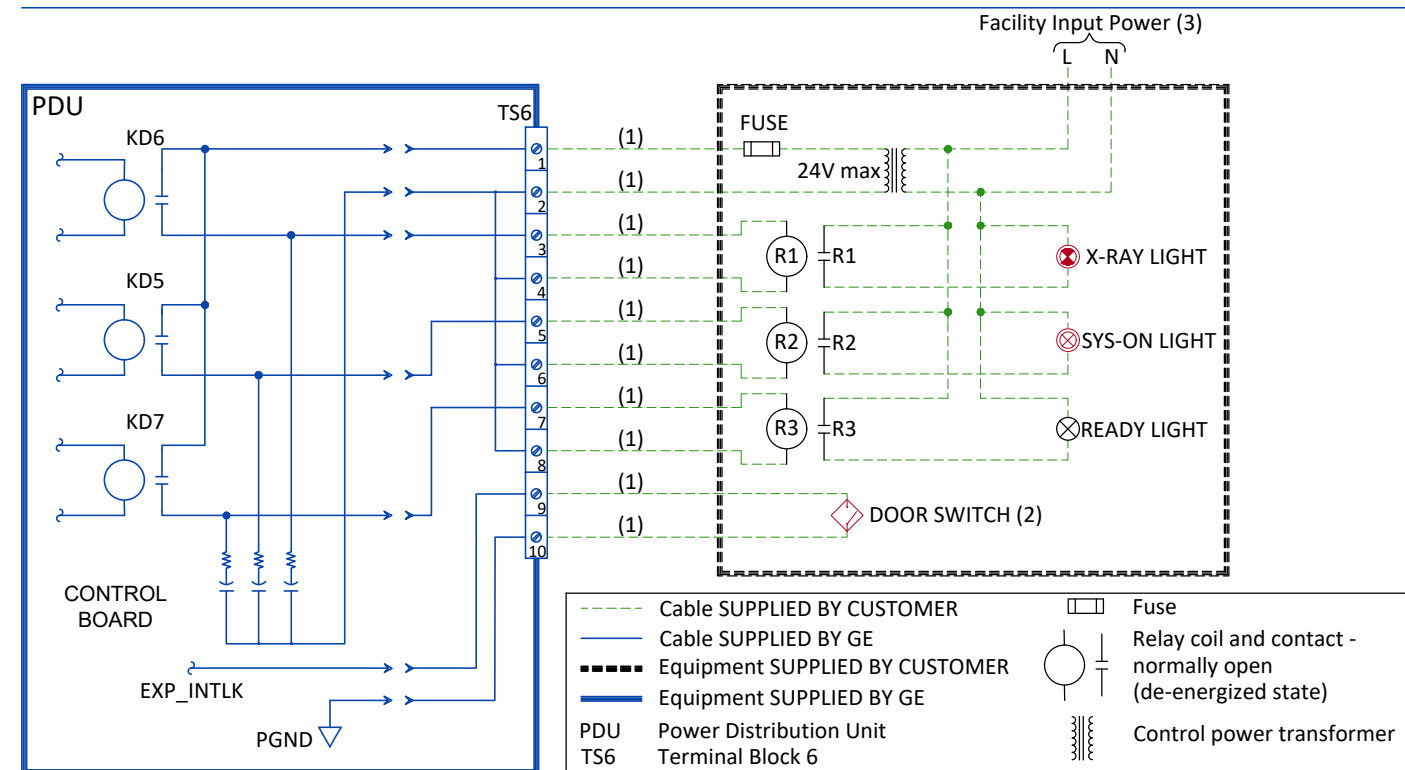 Facility Input Power (3)
L N
PDU
TS6
KD6
FUSE
(1)
1
24V max
(1)
2
(1)
3
R1 R1 X-RAY LIGHT
(1)
4
KD5
(1)
5
R2 R2 SYS-ON LIGHT
(1)
6
(1)
7
KD7
R3 R3 READY LIGHT
(1)
8
(1)
9
DOOR SWITCH (2)
(1)
10
CONTROL
BOARD
EXP_INTLK
PGND
Cable SUPPLIED BY CUSTOMER
Cable SUPPLIED BY GE
Equipment SUPPLIED BY CUSTOMER
Equipment SUPPLIED BY GE
PDU Power Distribution Unit
TS6 Terminal Block 6
Fuse
Relay coil and contact -
normally open
(de-energized state)
Control power transformer